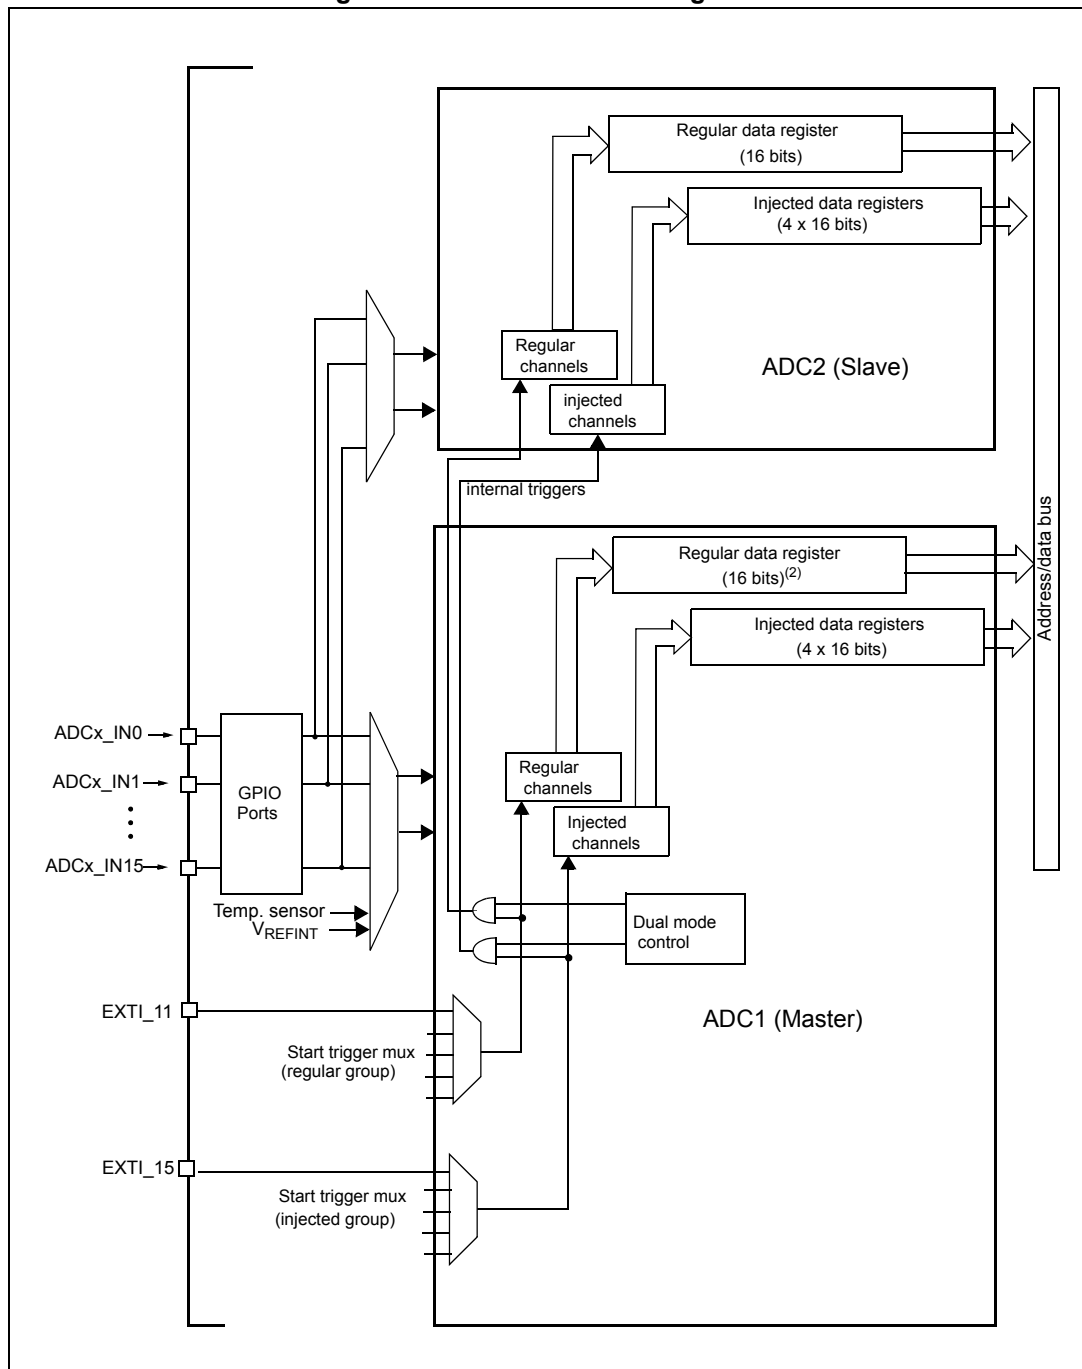 Regular data register
(16 bits)
Injected data registers
(4 x 16 bits)
Regular
channels
ADC2 (Slave)
injected
channels
internal triggers
Address/data bus
Regular data register
(16 bits)(2)
Injected data registers
(4 x 16 bits)
ADCx_IN0
ADCx_IN1
ADCx_IN15
GPIO
Ports
Regular
channels
Injected
channels
Temp. sensor
VREFINT
Dual mode
control
EXTI_11
ADC1 (Master)
Start trigger mux
(regular group)
EXTI_15
Start trigger mux
(injected group)